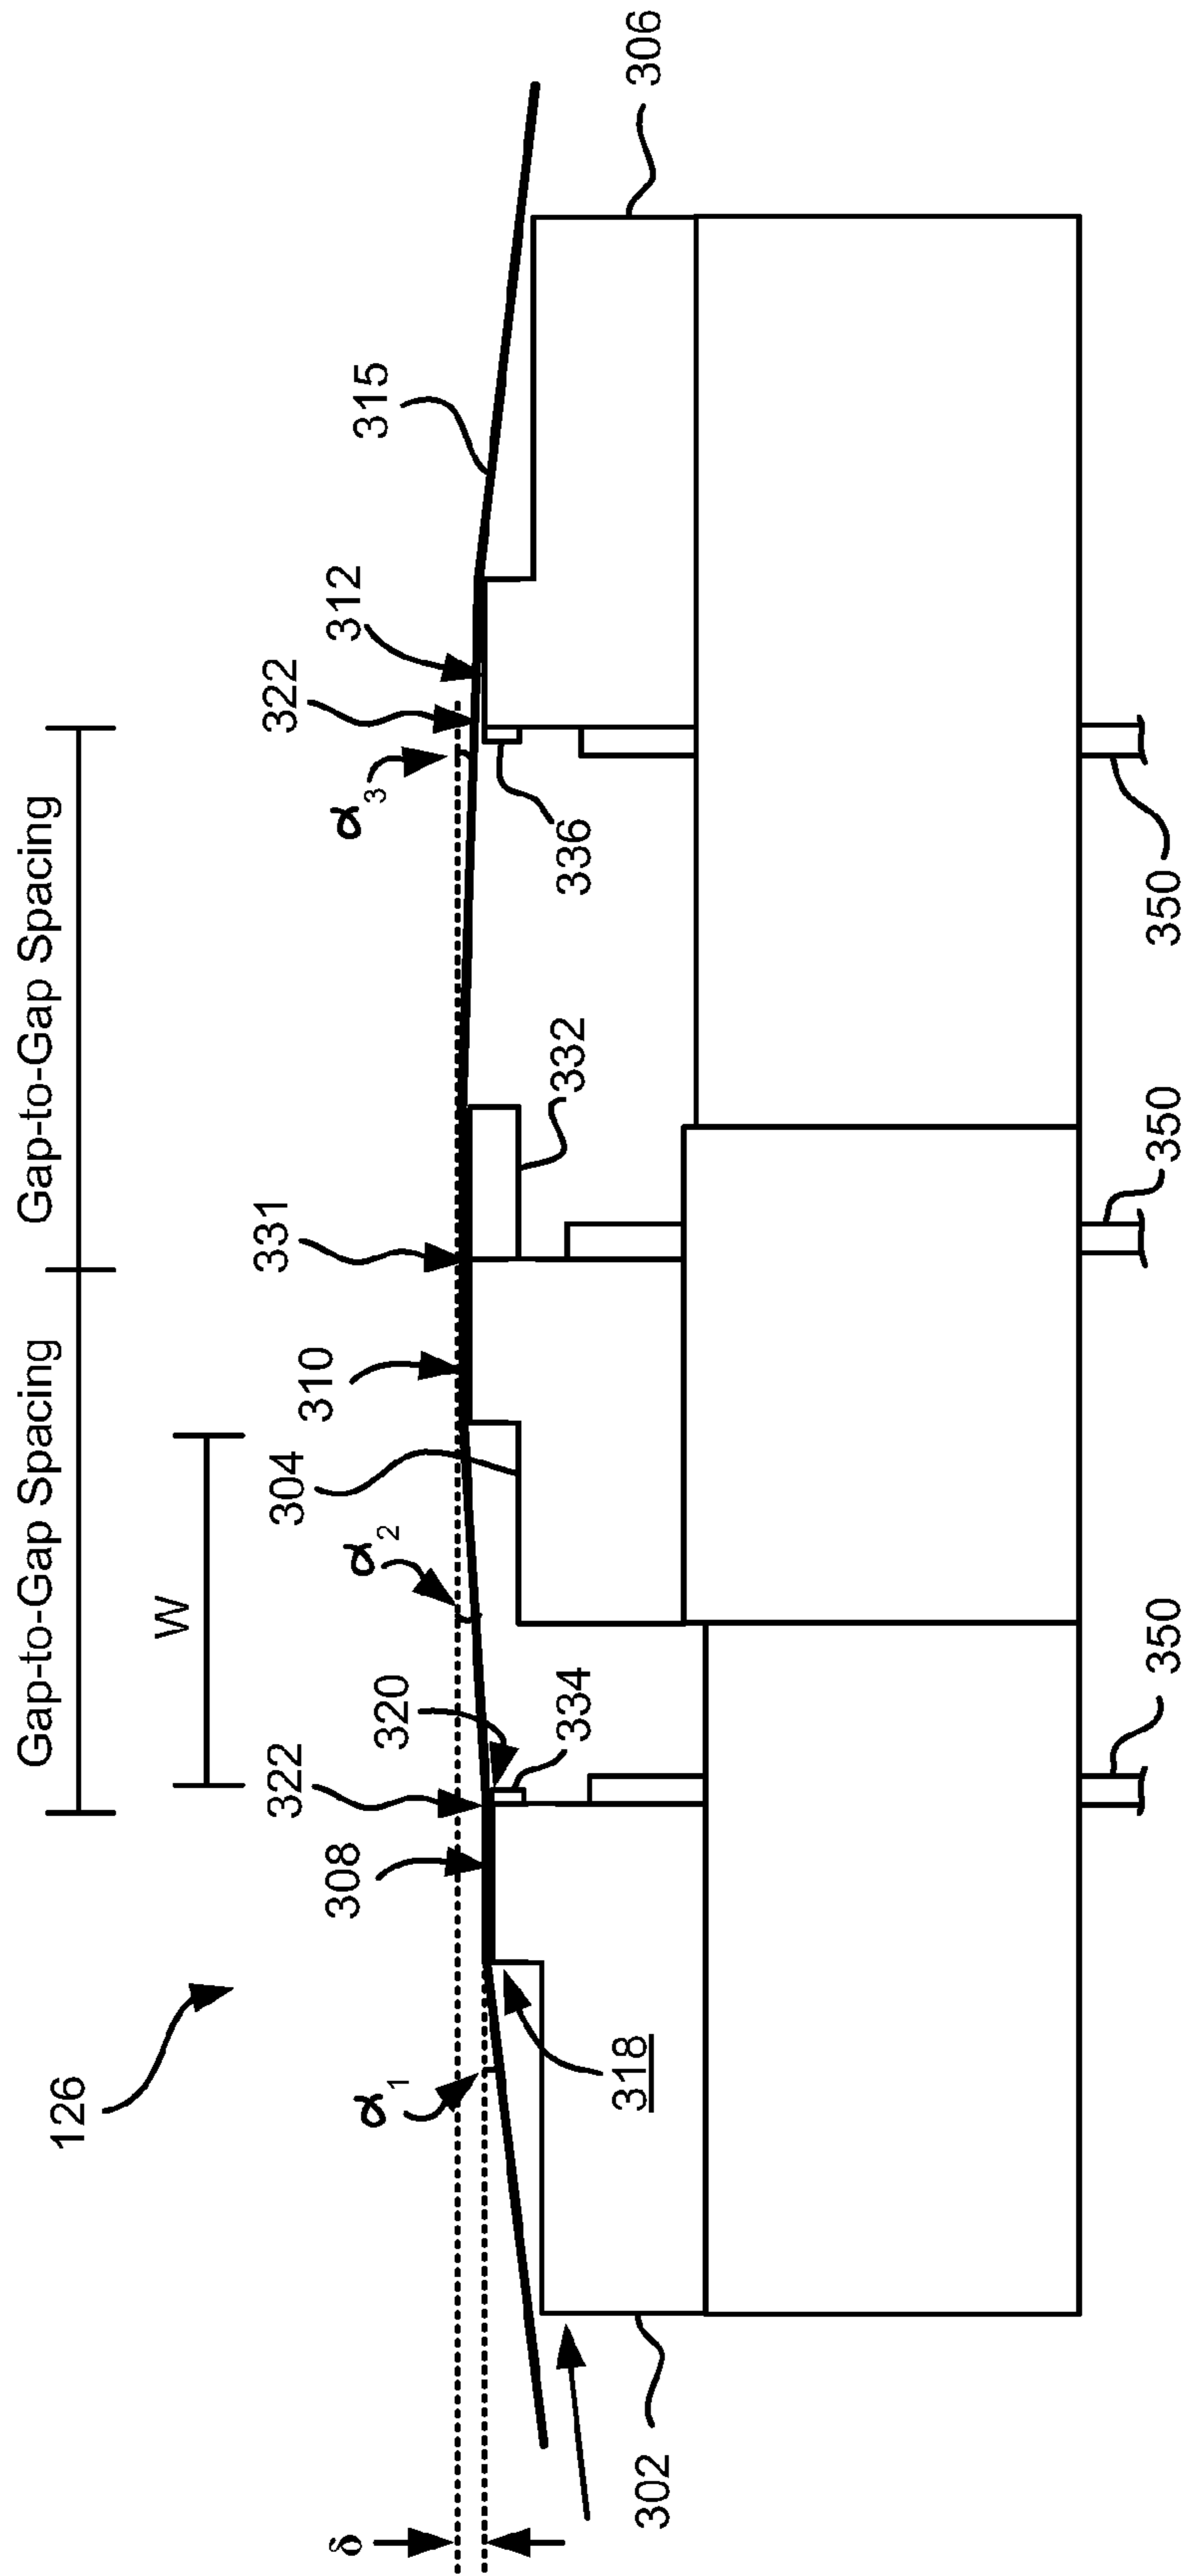 Gap-to-Gap Spacing
Gap-to-Gap Spacing
W
126
δ
α1
308
322
320
334
α2
304
310
331
332
α3
322
312
336
315
306
318
302
350
350
350